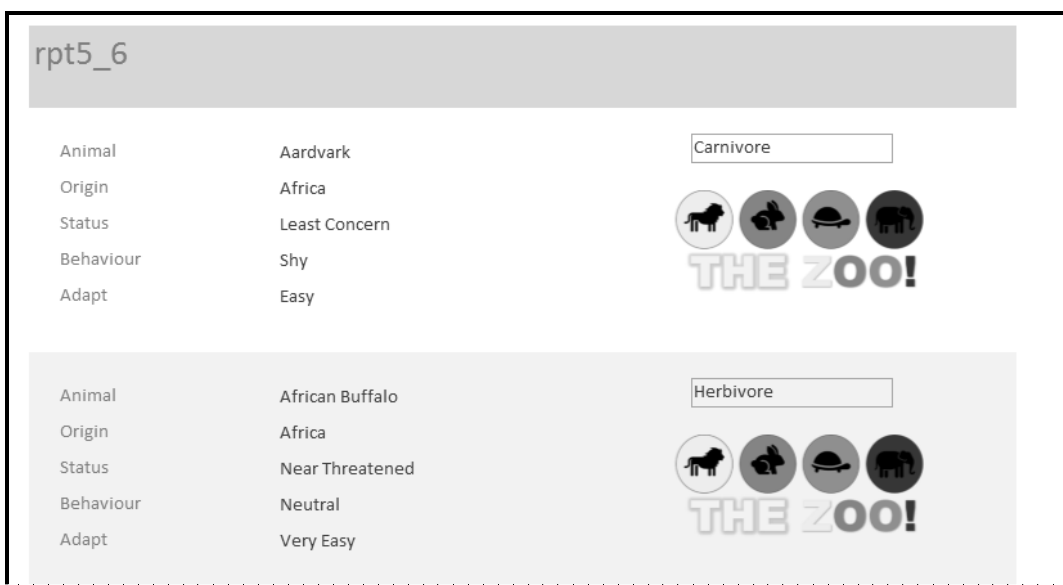 rpt5_6
Animal Aardvark Carnivore
Origin Africa
Status Least Concern
THE ZOO!
Behaviour Shy
Adapt Easy
Animal African Buffalo Herbivore
Origin Africa
Status Near Threatened
THE ZOO!
Behaviour Neutral
Adapt Very Easy